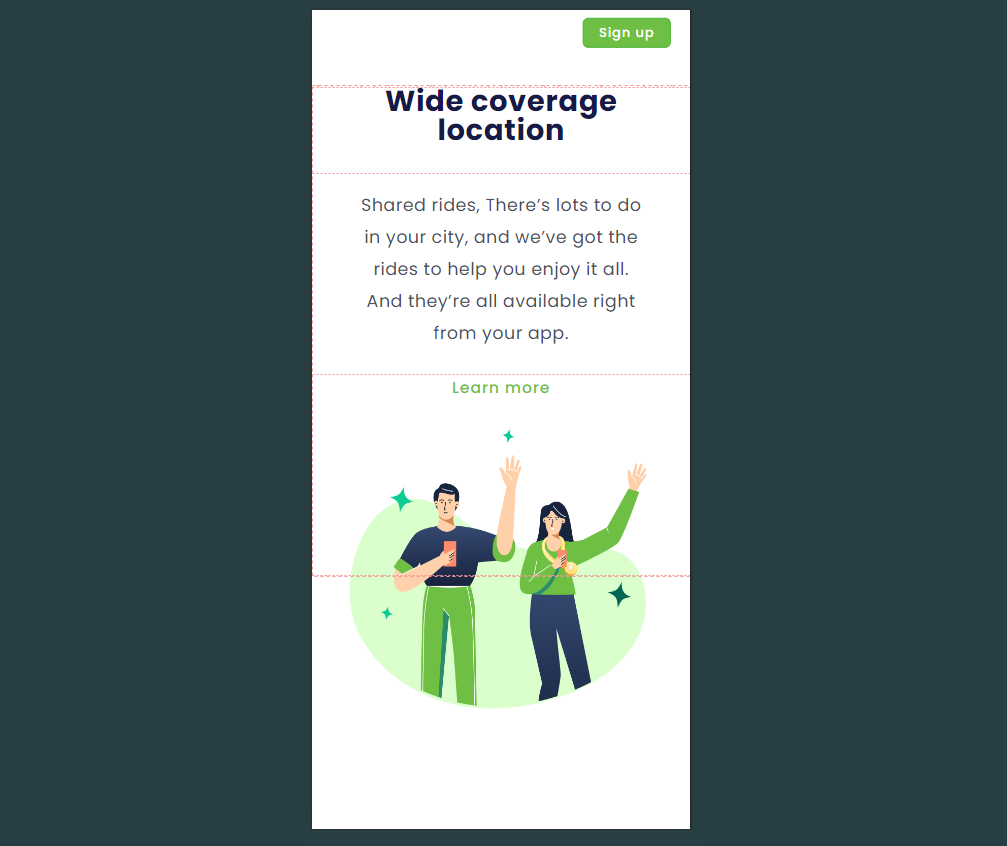 Sign up
Wide coverage
location
Shared rides, There’s lots to do
in your city, and we’ve got the
rides to help you enjoy it all.
And they’re all available right
from your app.
Learn more